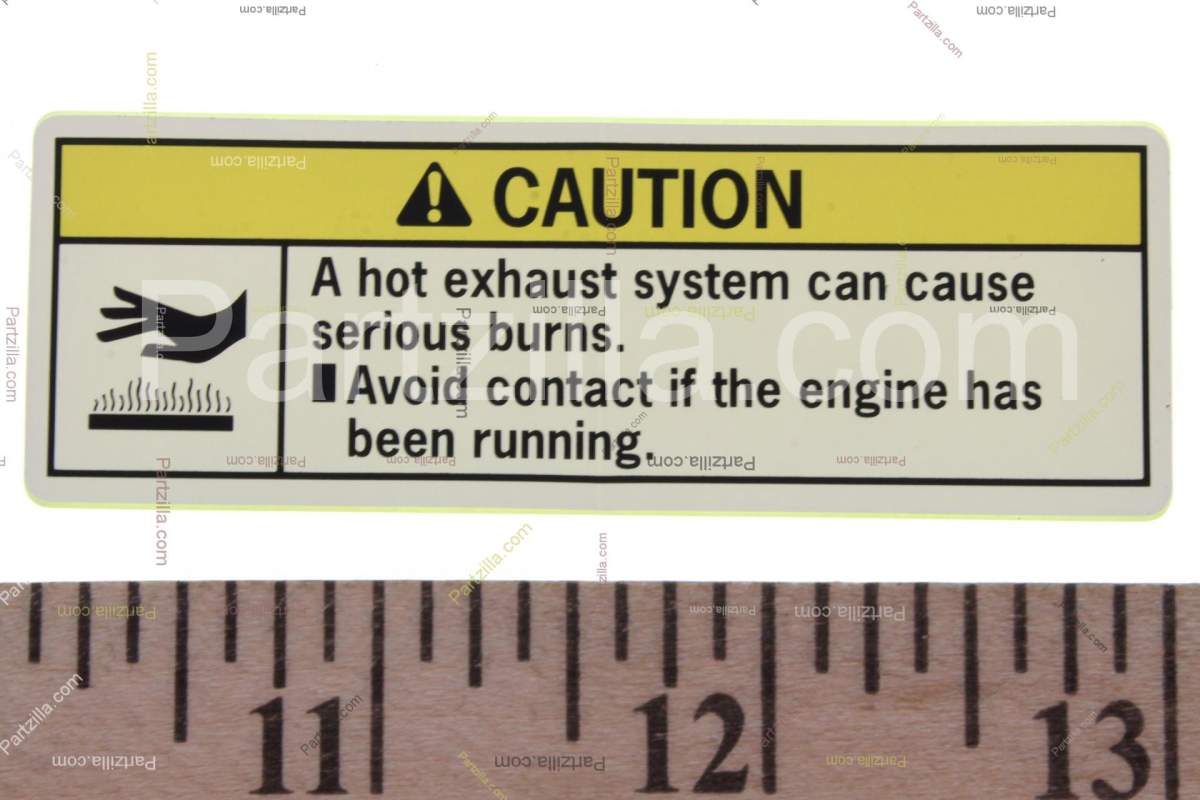 CAUTION
A hot exhaust system can cause
serious burns.
Avoid contact if the engine has
been running.
Partzilla.com
11 12 13